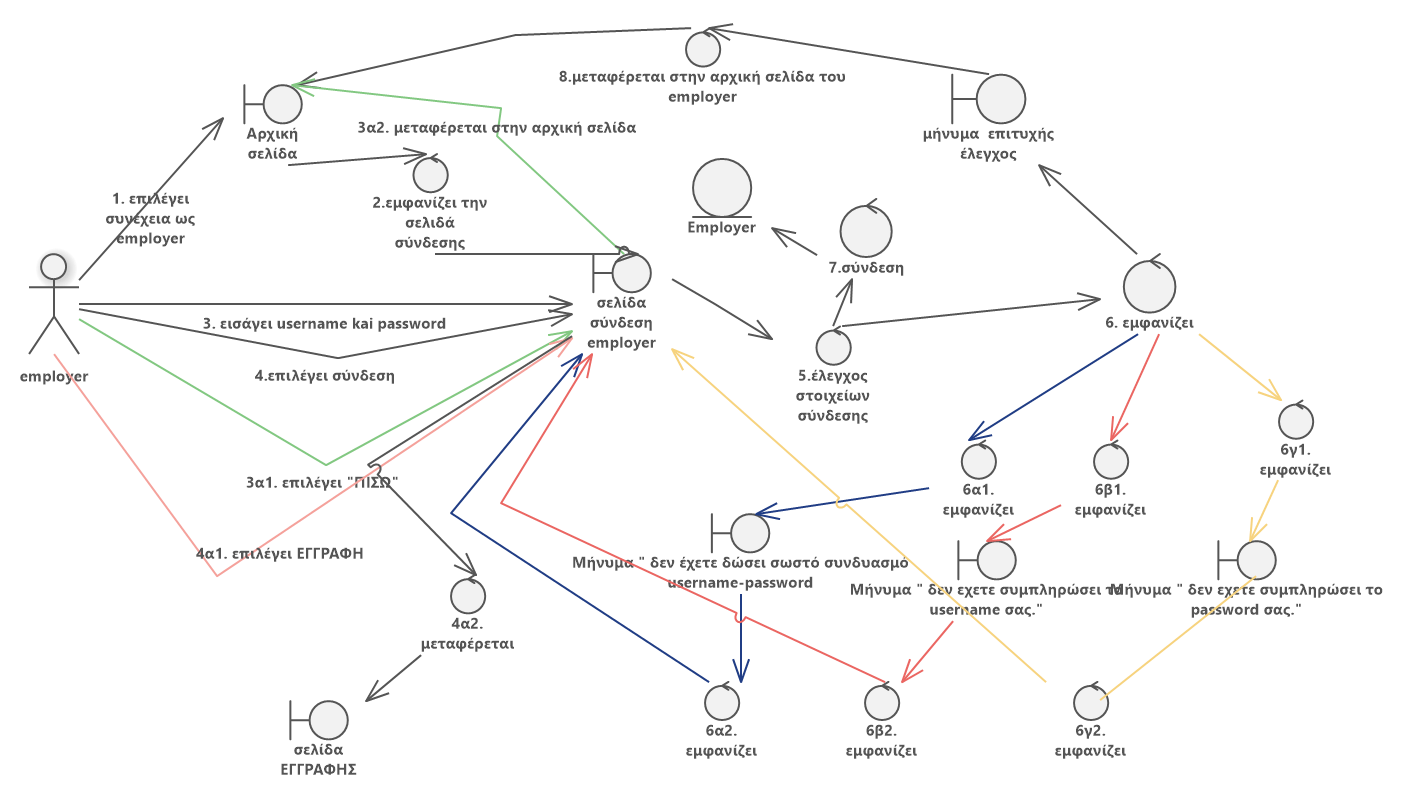 8.μεταφέρεται στην αρχική σελίδα του
employer
Αρχική
σελίδα
3α2. μεταφέρεται στην αρχική σελίδα
μήνυμα επιτυχής
έλεγχος
1. επιλέγει
συνέχεια ως
employer
2.εμφανίζει την
σελιδά
σύνδεσης
Employer
7.σύνδεση
σελίδα
σύνδεση
employer
3. εισάγει username kai password
6. εμφανίζει
employer
4.επιλέγει σύνδεση
5.έλεγχος
στοιχείων
σύνδεσης
6γ1.
εμφανίζει
3α1. επιλέγει "ΠΙΣΩ"
6α1.
εμφανίζει
6β1.
εμφανίζει
4α1. επιλέγει ΕΓΓΡΑΦΗ
Μήνυμα " δεν έχετε δώσει σωστό συνδυασμό
username-password
Μήνυμα " δεν εχετε συμπληρώσει το
username σας."
Μήνυμα " δεν εχετε συμπληρώσει το
password σας."
4α2.
μεταφέρεται
6α2.
εμφανίζει
6β2.
εμφανίζει
6γ2.
εμφανίζει
σελίδα
ΕΓΓΡΑΦΗΣ